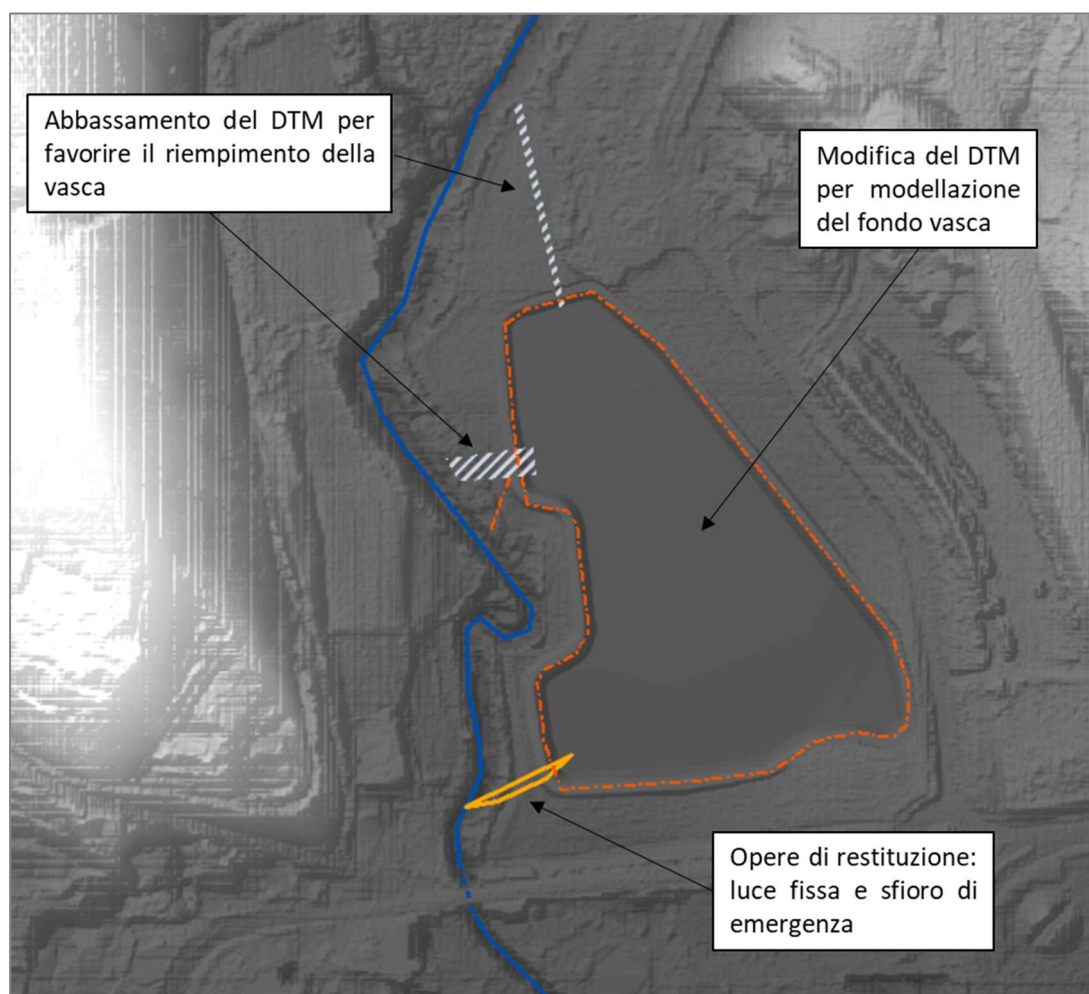 Abbassamento del DTM per
favorire il riempimento della
vasca
Modifica del DTM
per modellazione
del fondo vasca
Opere di restituzione:
luce fissa e sfioro di
emergenza